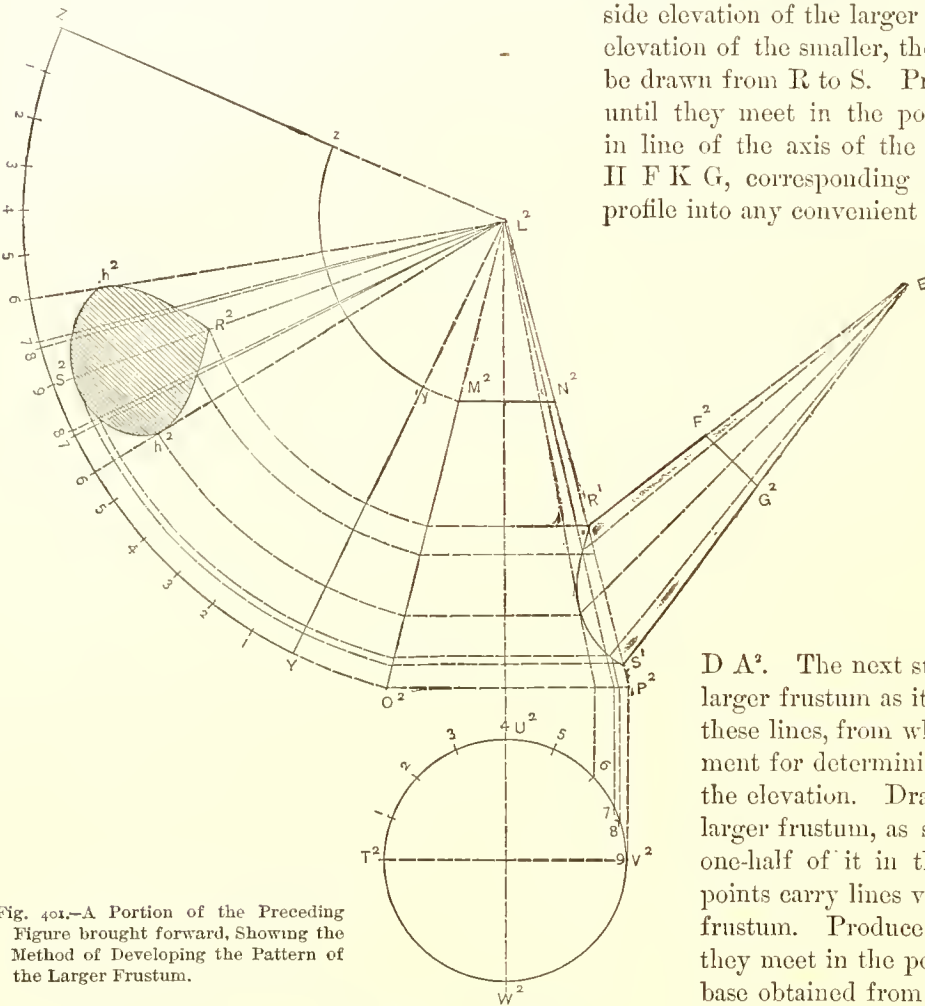 side elevation of the larger
elevation of the smaller, the
be drawn from R to S. Pr
until they meet in the po
in line of the axis of the
H F K G, corresponding
profile into any convenient
Z
1
2
3
4
5
6
7
8
S²
9
8
7
6
5
4
3
2
1
Y
z
L²
E
h²
R²
h²
y
M²
N²
F²
G²
R¹
S¹
O²
P²
D A². The next st
larger frustum as it
these lines, from wh
ment for determini
the elevation. Dra
larger frustum, as s
one-half of it in th
points carry lines v
frustum. Produce
they meet in the po
base obtained from
4 U²
3
5
2
6
1
7
8
T²
9 V²
W²
Fig. 401.—A Portion of the Preceding
Figure brought forward, Showing the
Method of Developing the Pattern of
the Larger Frustum.